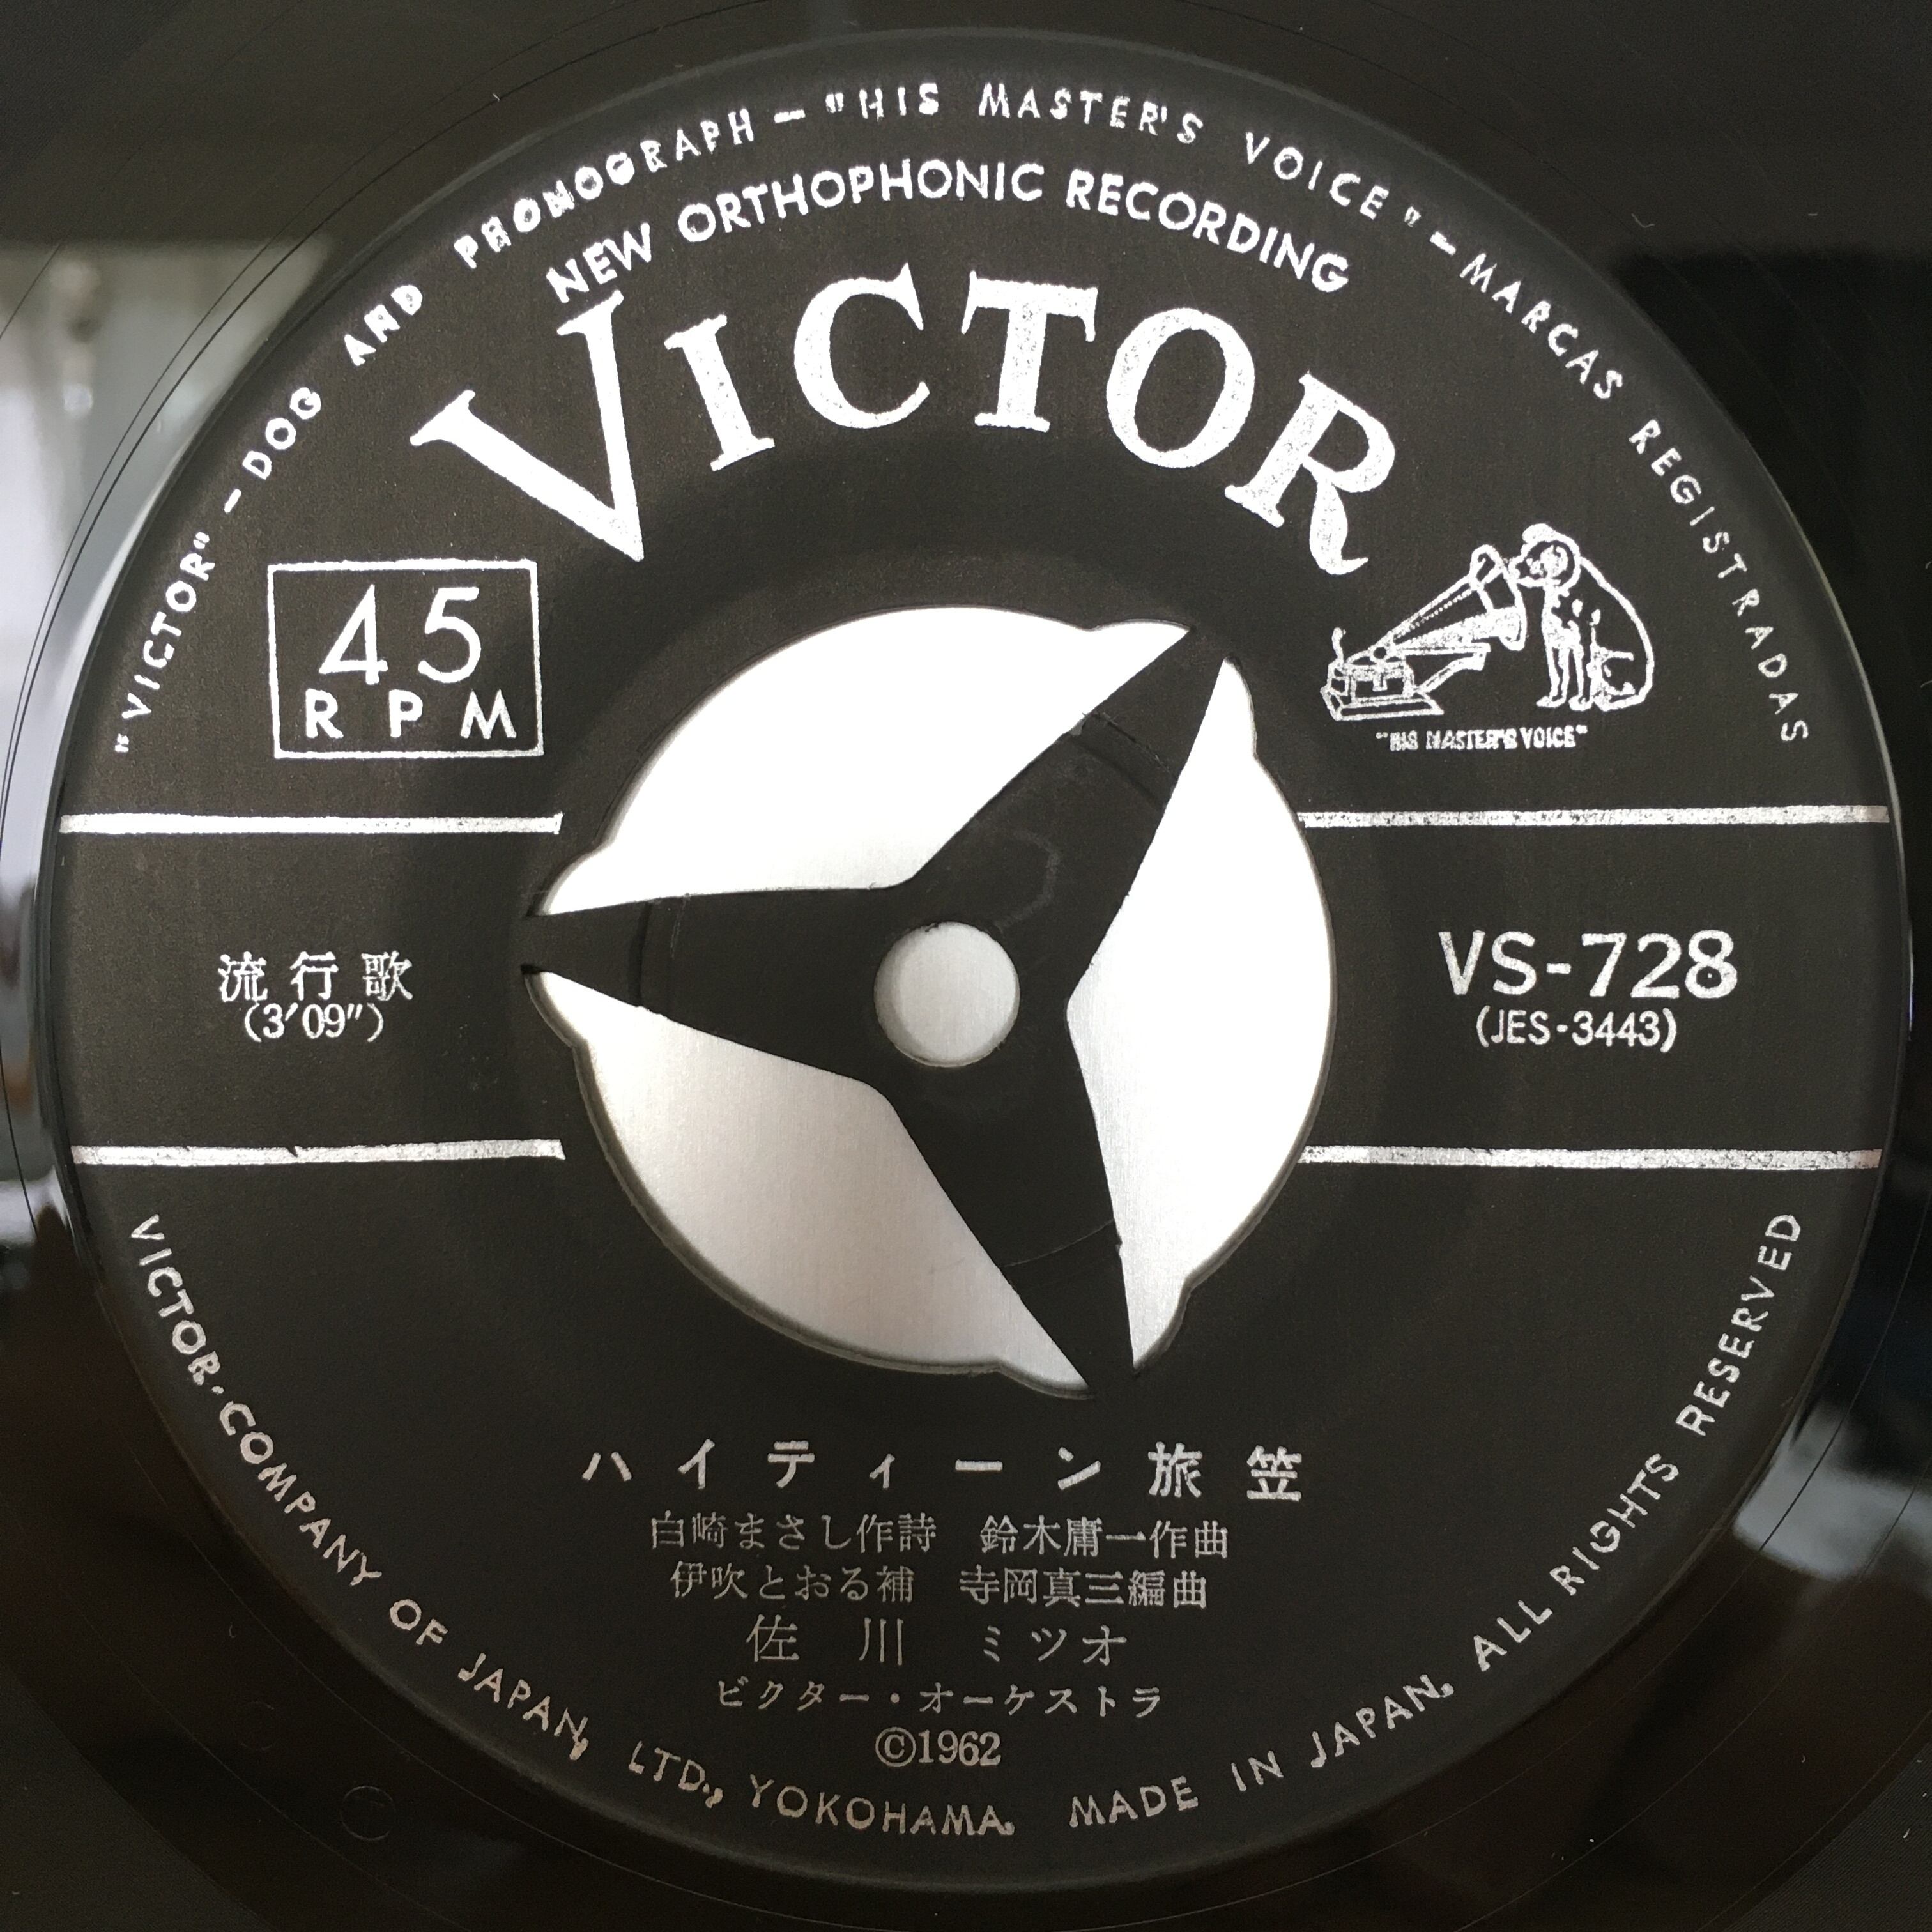 "VICTOR" – DOG AND PHONOGRAPH – "HIS MASTER'S VOICE" – MARCAS REGISTRADAS
NEW ORTHOPHONIC RECORDING
VICTOR
45
RPM
"HIS MASTER'S VOICE"
流行歌
(3′09″)
VS-728
(JES-3443)
ハイティーン旅笠
白崎まさし作詩 鈴木庸一作曲
伊吹とおる補 寺岡真三編曲
佐川 ミツオ
ビクター・オーケストラ
©1962
VICTOR COMPANY OF JAPAN, LTD., YOKOHAMA. MADE IN JAPAN. ALL RIGHTS RESERVED